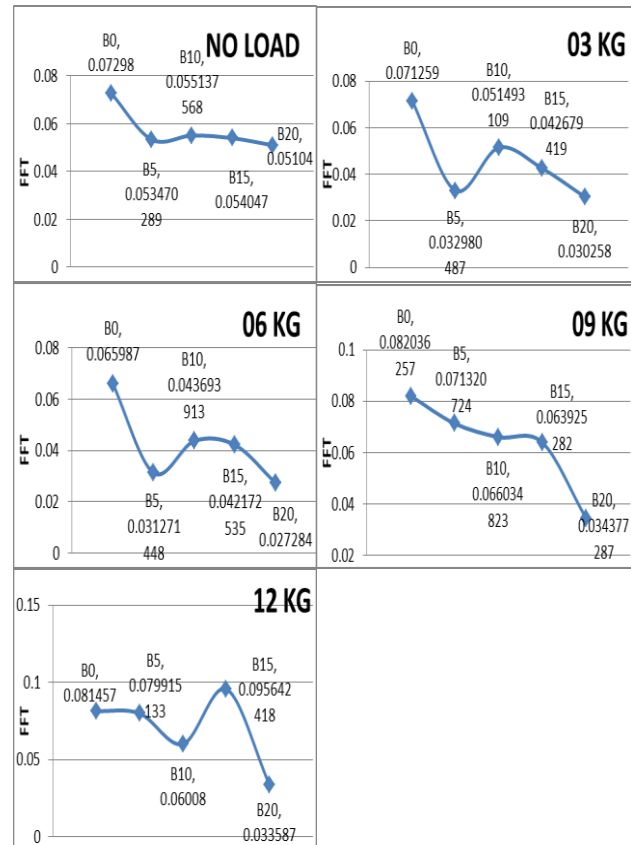 NO LOAD
B0,
0.07298
B10,
0.055137
568
0.08
0.06
0.04
0.02
0
FFT
B5,
0.053470
289
B15,
0.054047
B20,
0.05104
03 KG
B0,
0.071259
B10,
0.051493
109
B15,
0.042679
419
0.08
0.06
0.04
0.02
0
FFT
B5,
0.032980
487
B20,
0.030258
06 KG
B0,
0.065987
B10,
0.043693
913
0.08
0.06
0.04
0.02
0
FFT
B5,
0.031271
448
B15,
0.042172
535
B20,
0.027284
09 KG
B0,
0.082036
257
B5,
0.071320
724
B15,
0.063925
282
0.1
0.08
0.06
0.04
0.02
FFT
B10,
0.066034
823
B20,
0.034377
287
12 KG
B0,
0.081457
B5,
0.079915
133
B15,
0.095642
418
0.15
0.1
0.05
0
FFT
B10,
0.06008
B20,
0.033587